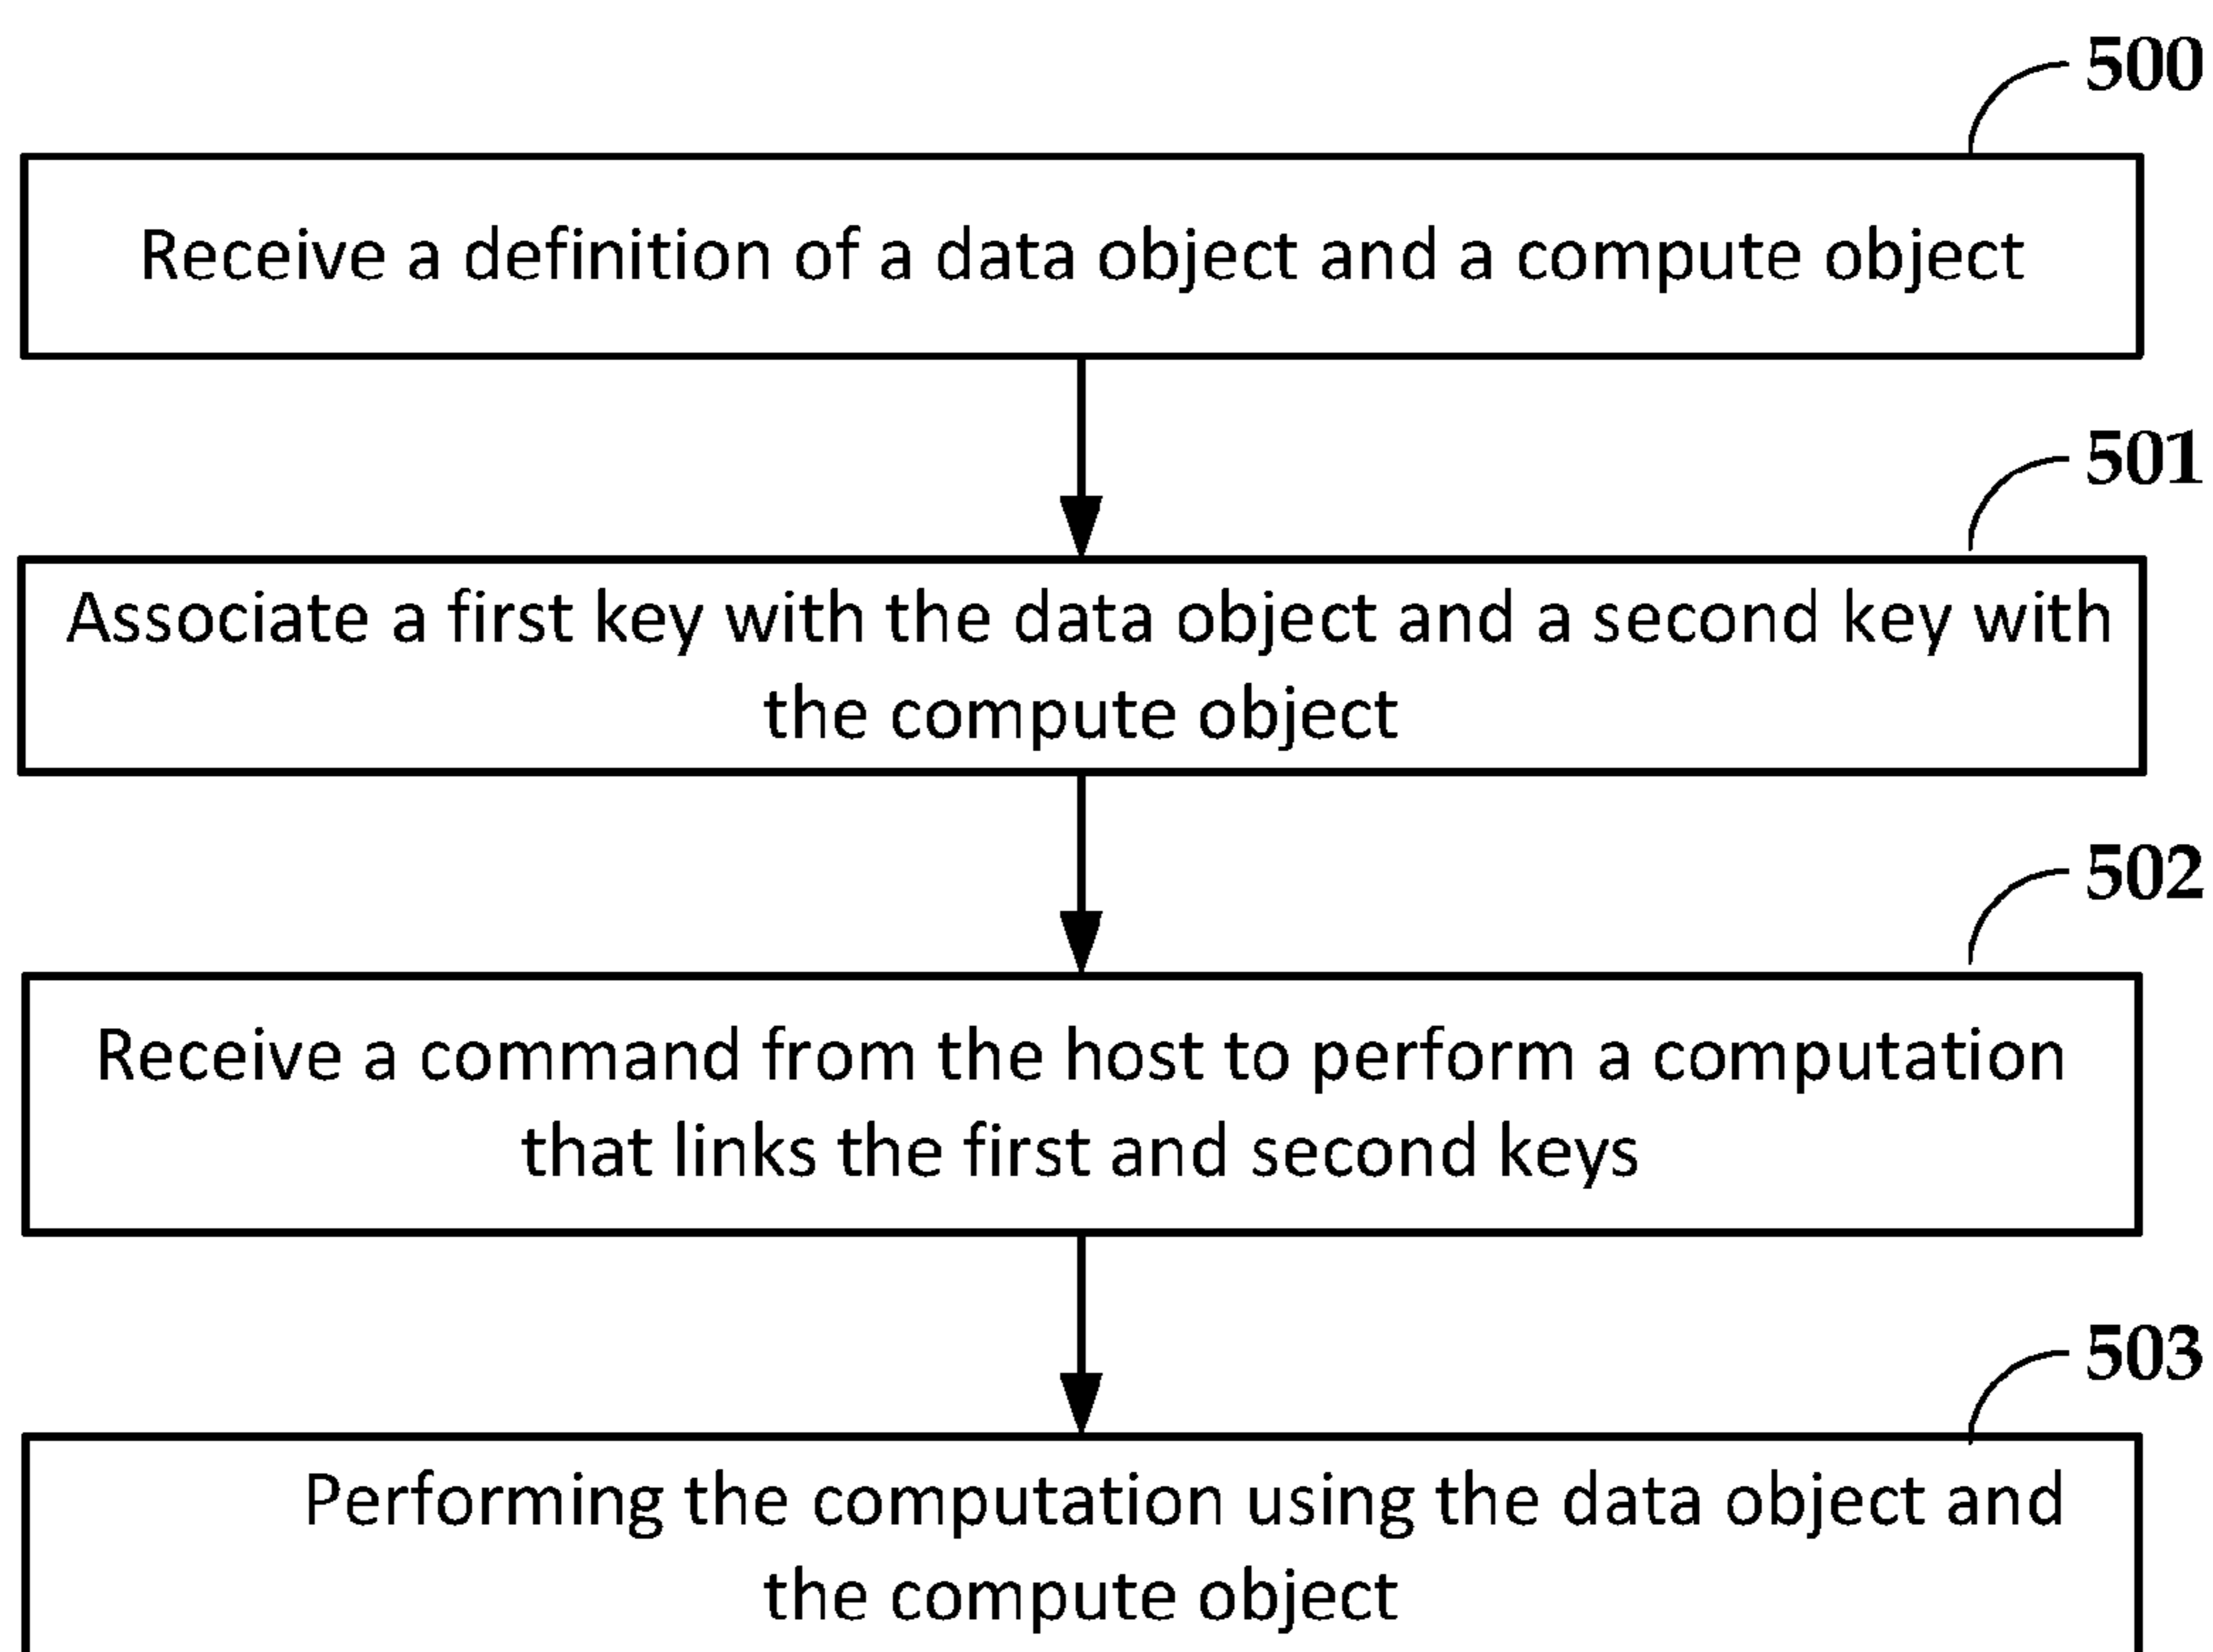 500
Receive a definition of a data object and a compute object
501
Associate a first key with the data object and a second key with
the compute object
502
Receive a command from the host to perform a computation
that links the first and second keys
503
Performing the computation using the data object and
the compute object